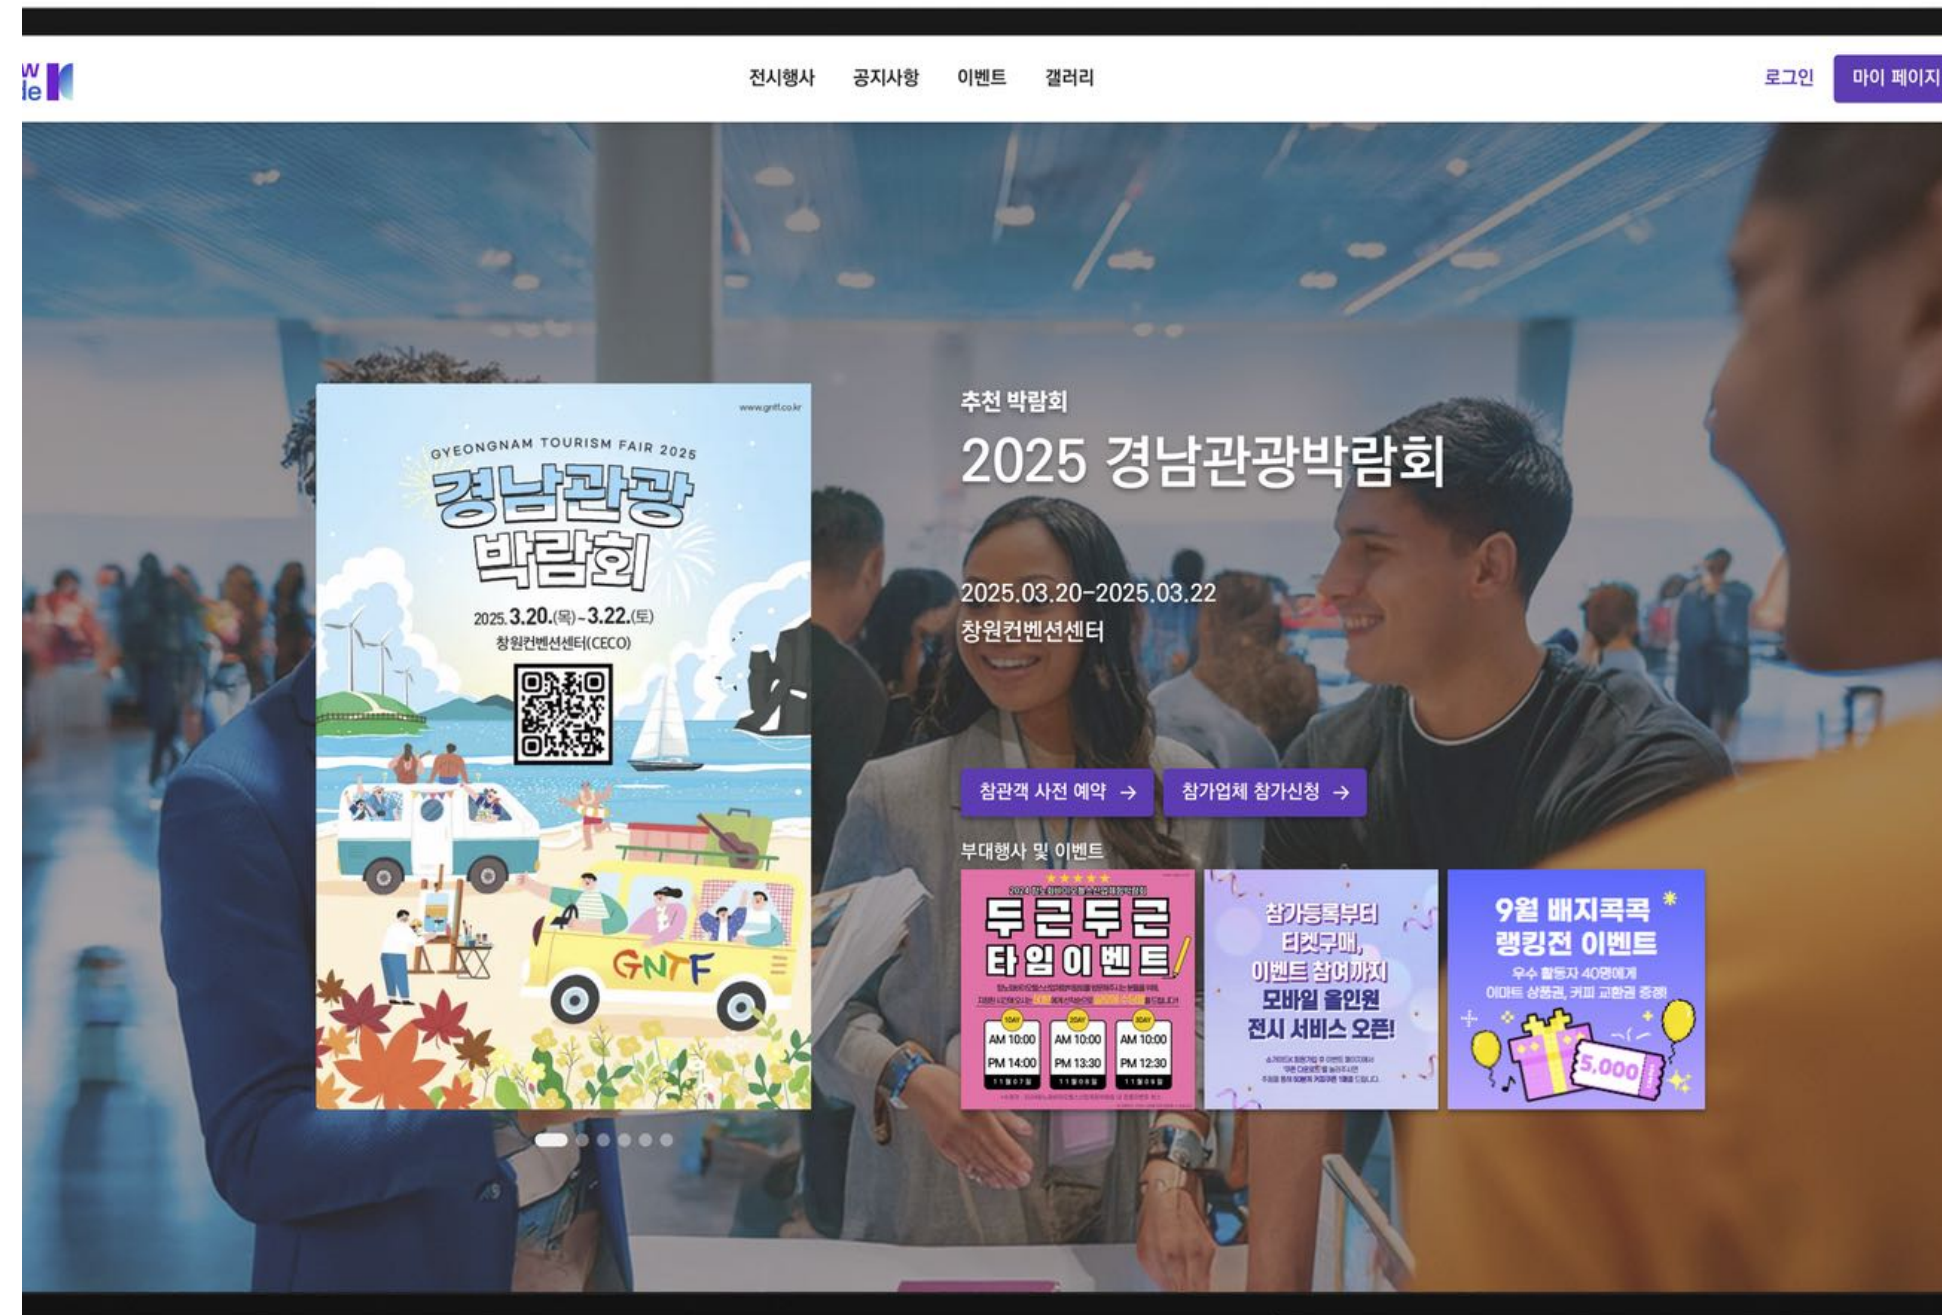 전시행사 공지사항 이벤트 갤러리
로그인
마이 페이지
www.gntf.co.kr
GYEONGNAM TOURISM FAIR 2025
경남관광
박람회
2025. 3.20.(목)~3.22.(토)
창원컨벤션센터(CECO)
GNTF
추천 박람회
2025 경남관광박람회
2025.03.20-2025.03.22
창원컨벤션센터
참관객 사전 예약 →
참가업체 참가신청 →
부대행사 및 이벤트
두근두근
타임이벤트
1DAY 2DAY 3DAY
AM 10:00 AM 10:00 AM 10:00
PM 14:00 PM 13:30 PM 12:30
참가등록부터
티켓구매,
이벤트 참여까지
모바일 올인원
전시 서비스 오픈!
9월 배지콕콕
랭킹전 이벤트
우수 활동자 40명에게
이마트 상품권, 커피 교환권 증정!
5,000